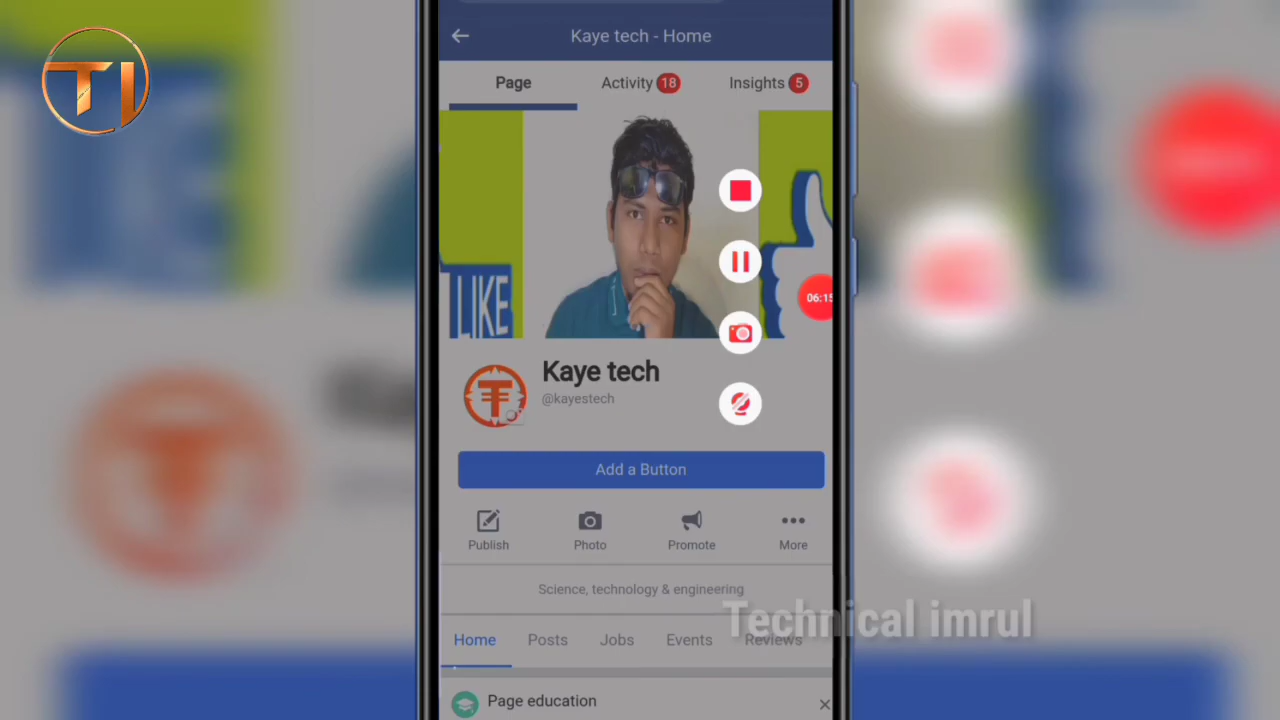 TI
Kaye tech - Home
Page Activity 18 Insights 5
LIKE
06:15
Kaye tech
@kayestech
Add a Button
Publish Photo Promote More
Science, technology & engineering
Technical imrul
Home Posts Jobs Events Reviews
Page education